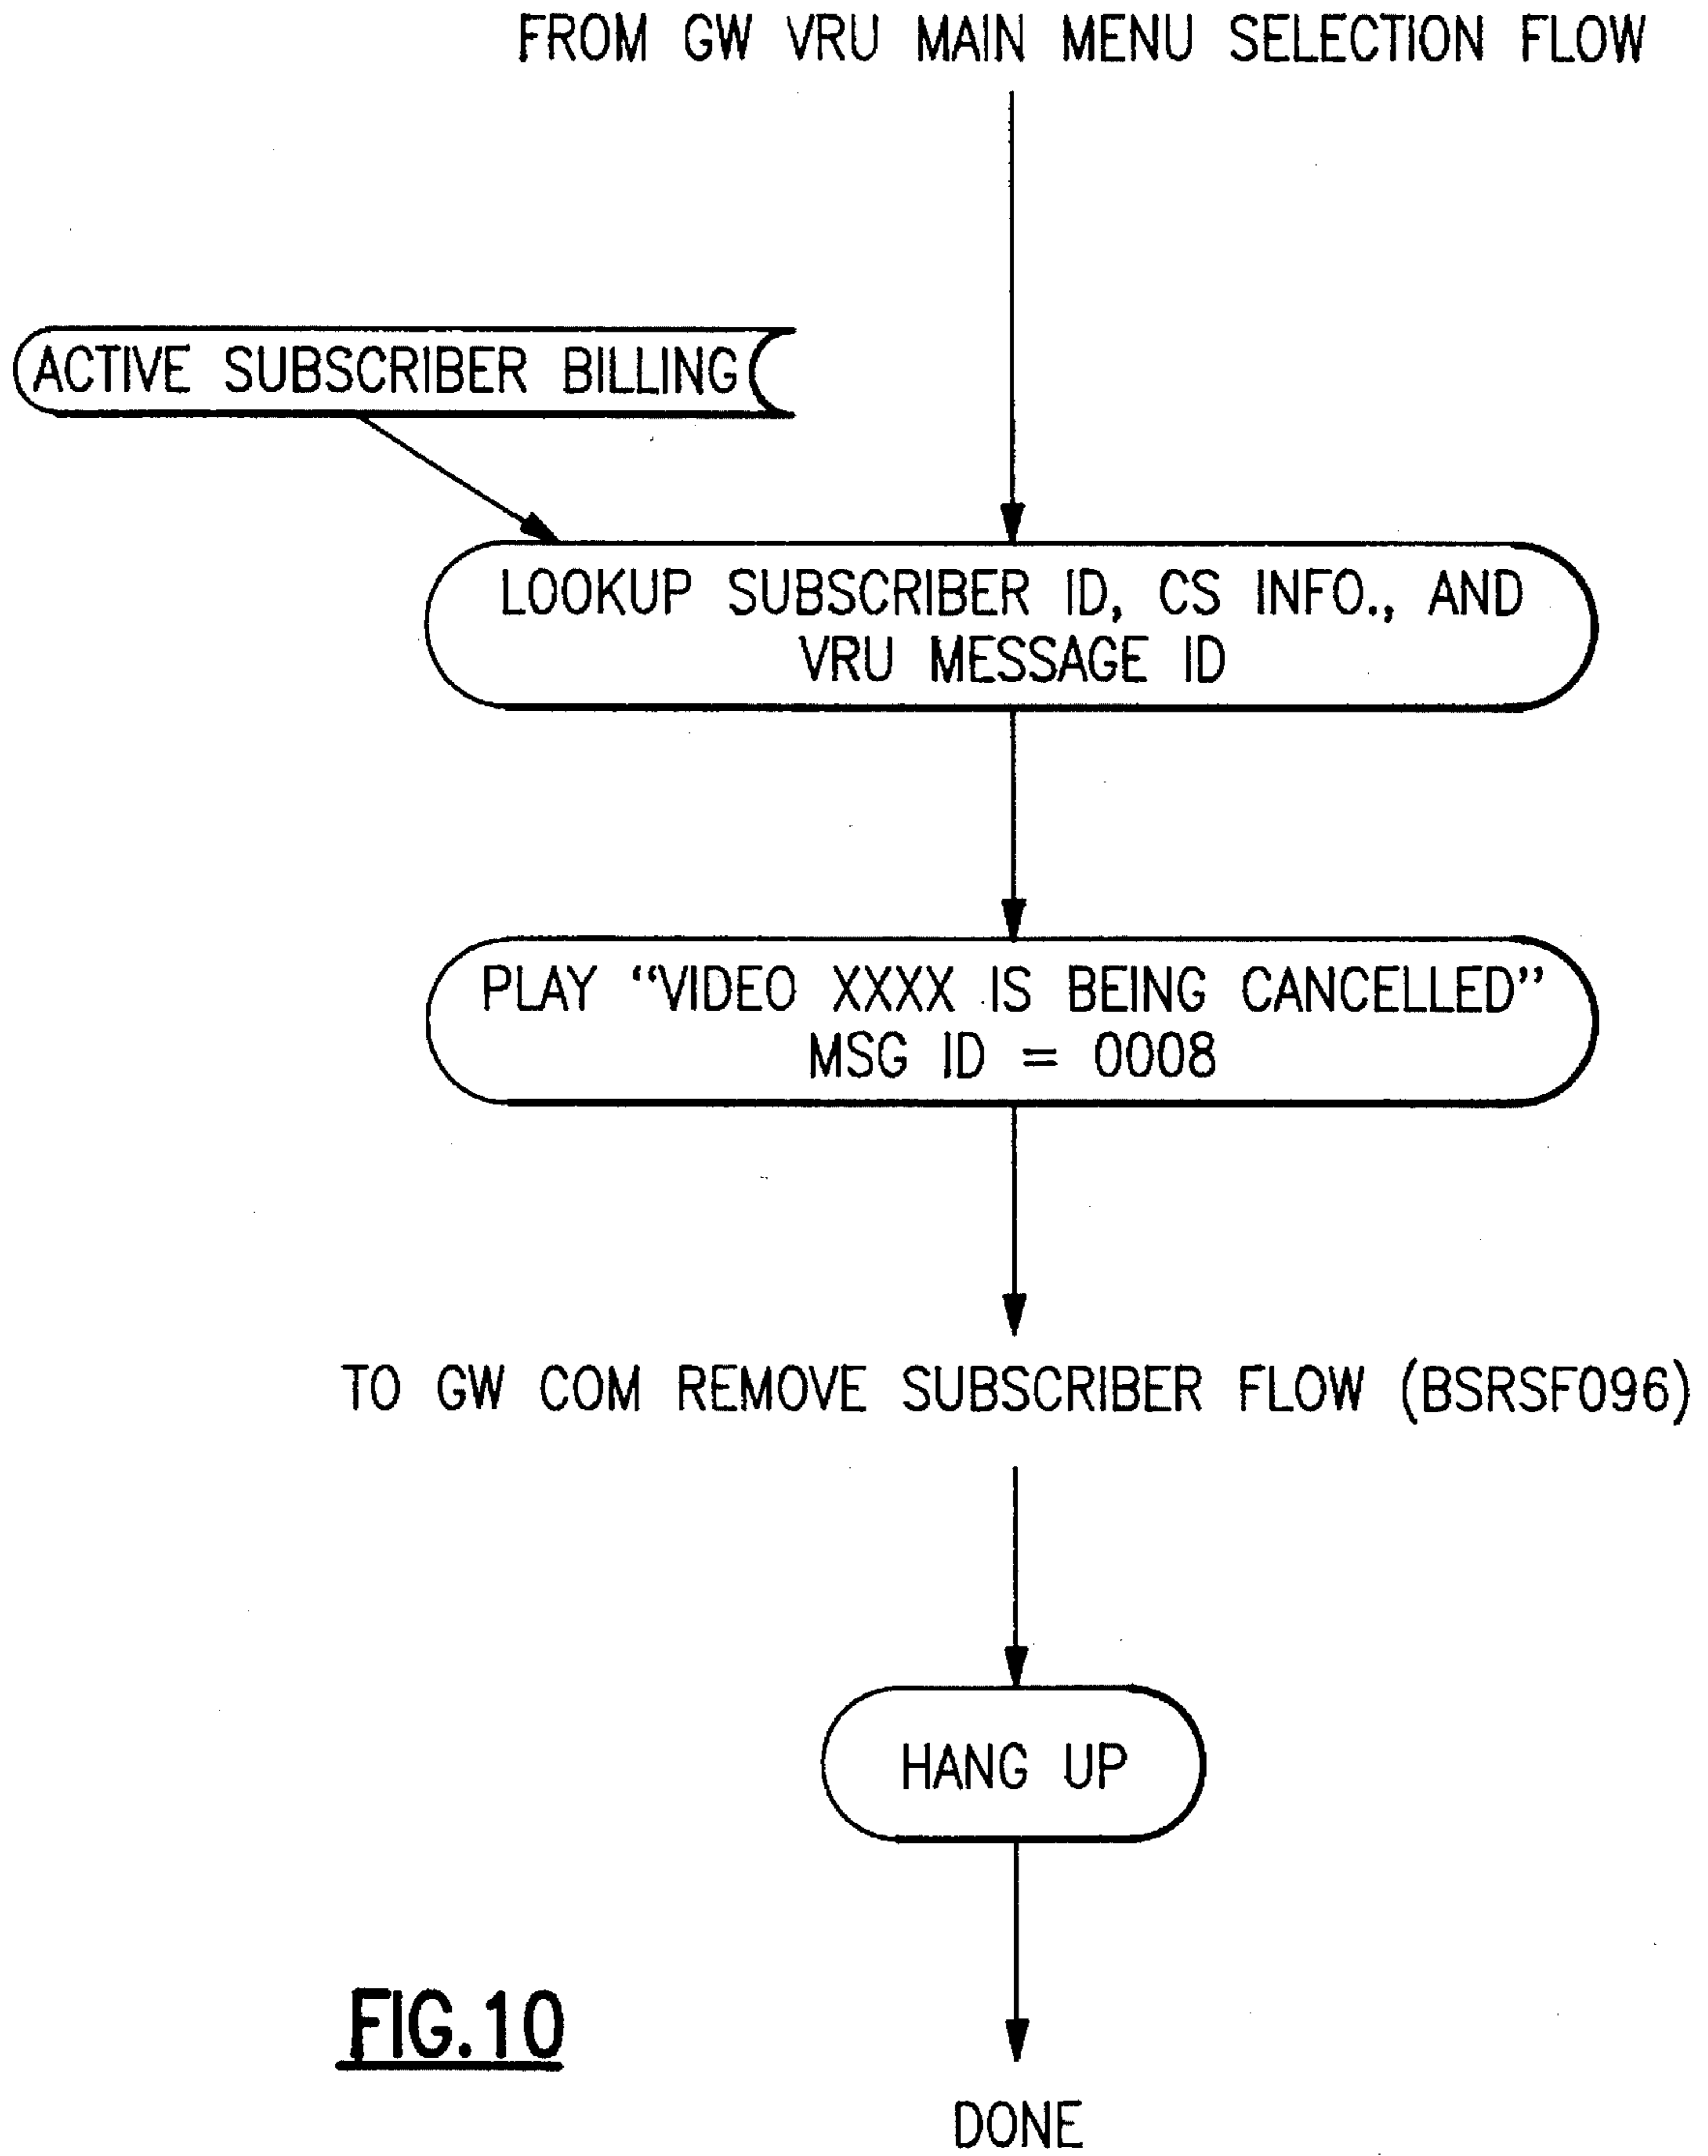 FROM GW VRU MAIN MENU SELECTION FLOW
ACTIVE SUBSCRIBER BILLING
LOOKUP SUBSCRIBER ID, CS INFO., AND
VRU MESSAGE ID
PLAY “VIDEO XXXX IS BEING CANCELLED”
MSG ID = 0008
TO GW COM REMOVE SUBSCRIBER FLOW (BSRSF096)
HANG UP
FIG.10
DONE